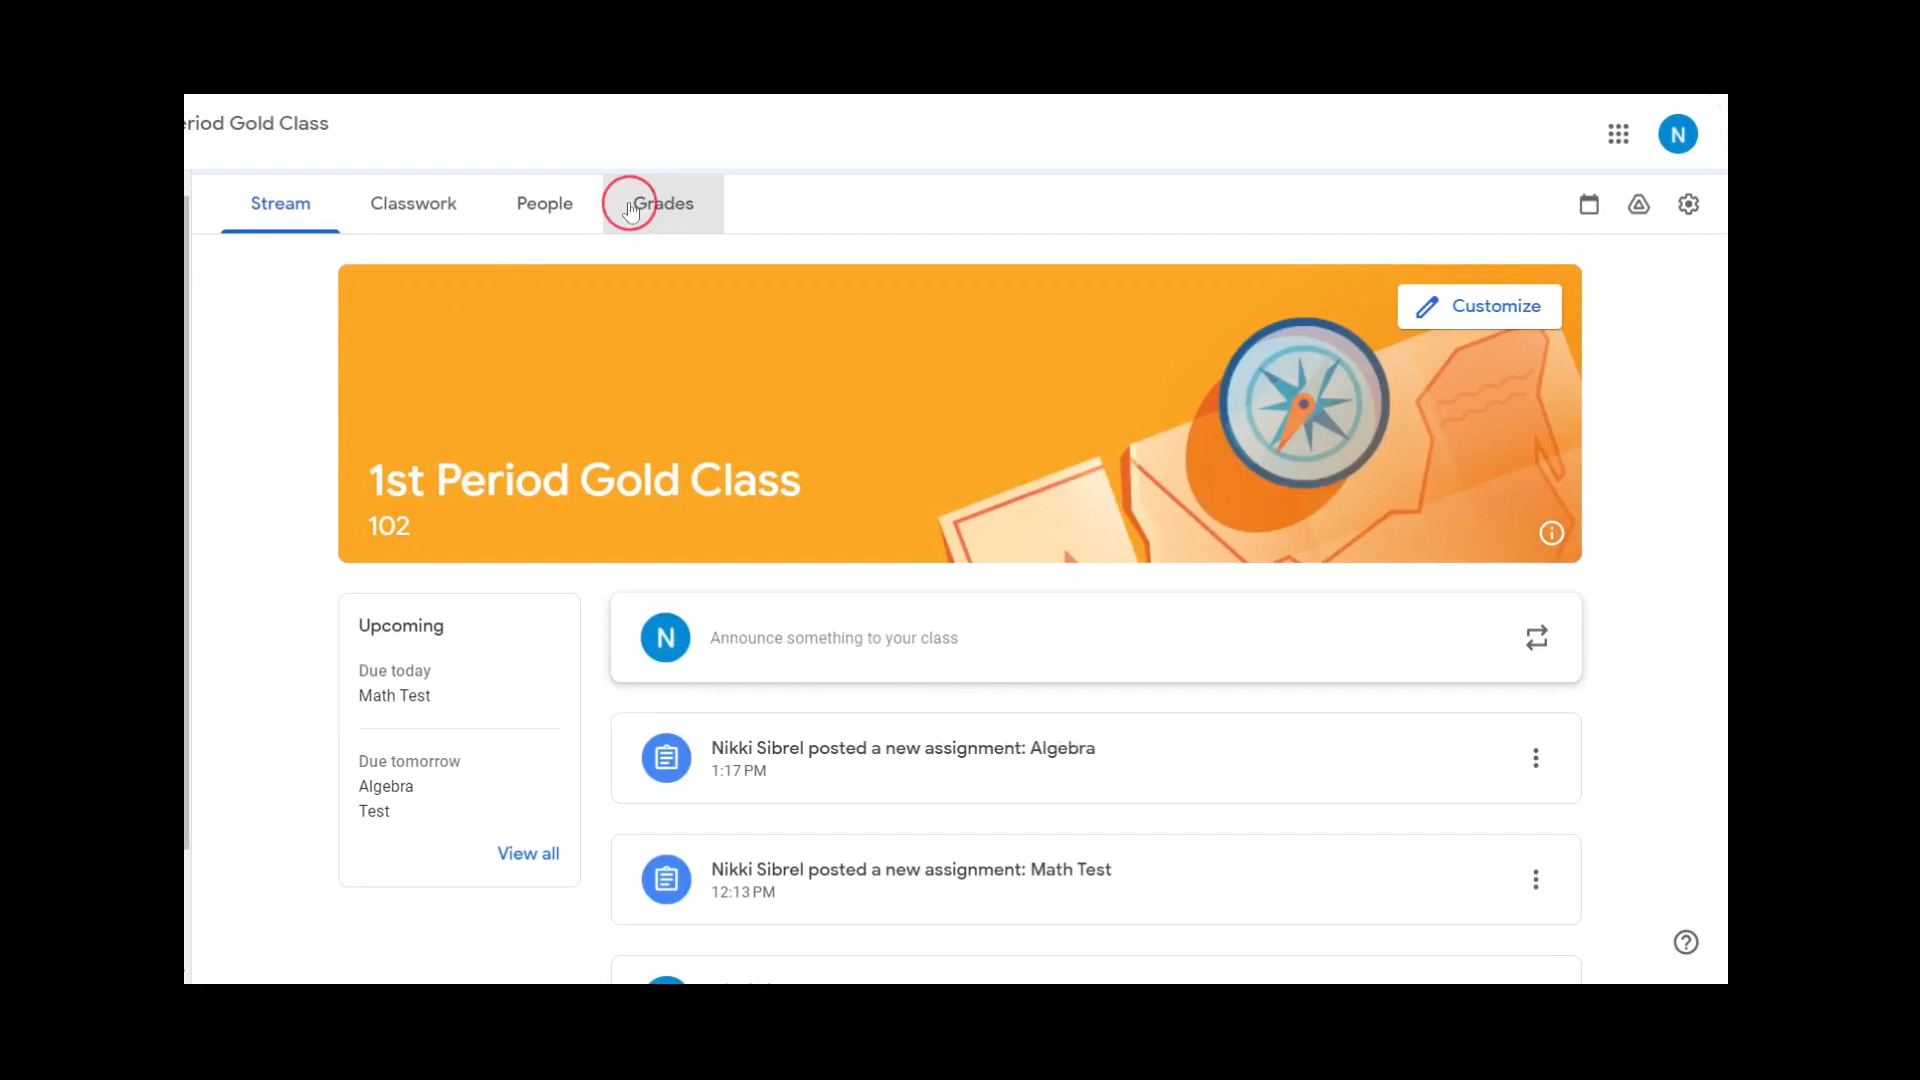 eriod Gold Class
N
Stream
Classwork
People
Grades
Customize
1st Period Gold Class
102
Upcoming
Due today
Math Test
Due tomorrow
Algebra
Test
View all
N
Announce something to your class
Nikki Sibrel posted a new assignment: Algebra
1:17 PM
Nikki Sibrel posted a new assignment: Math Test
12:13 PM